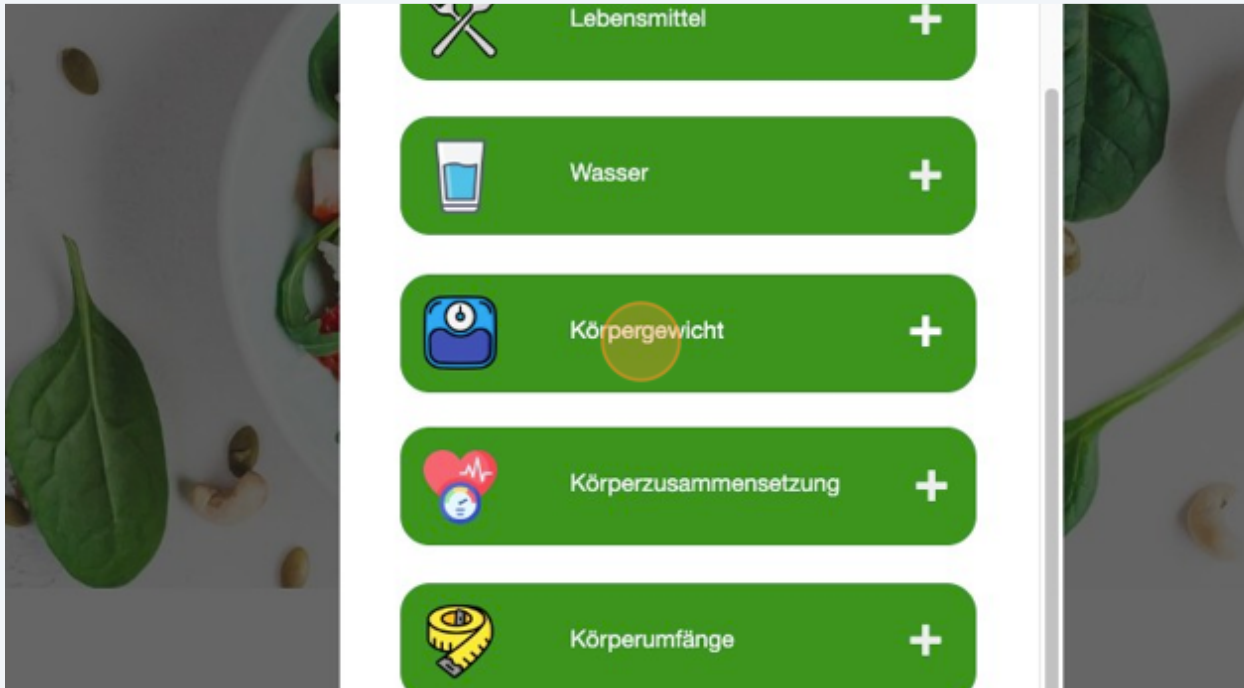 Lebensmittel
Wasser
Körpergewicht
Körperzusammensetzung
Körperumfänge